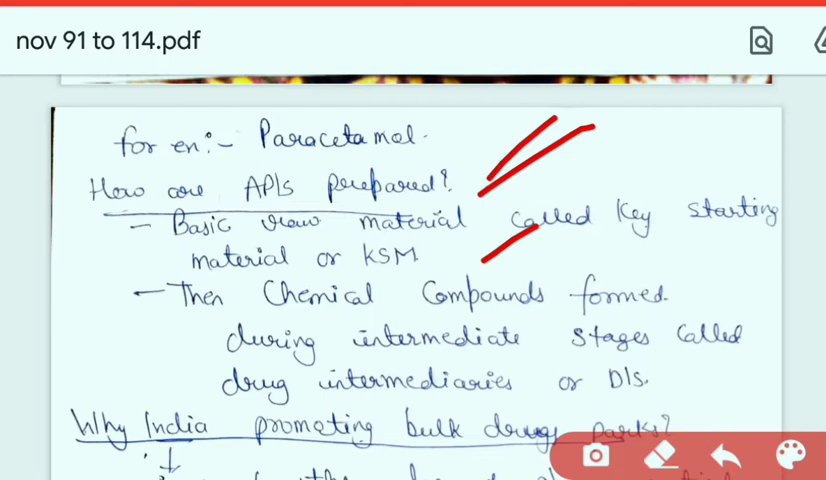 nov 91 to 114.pdf
for en:- Paracetamol.
How are APIs prepared?
- Basic raw material called Key starting
material or KSM
- Then Chemical Compounds formed
during intermediate stages called
drug intermediaries or DIs.
Why India promoting bulk drugs parks?